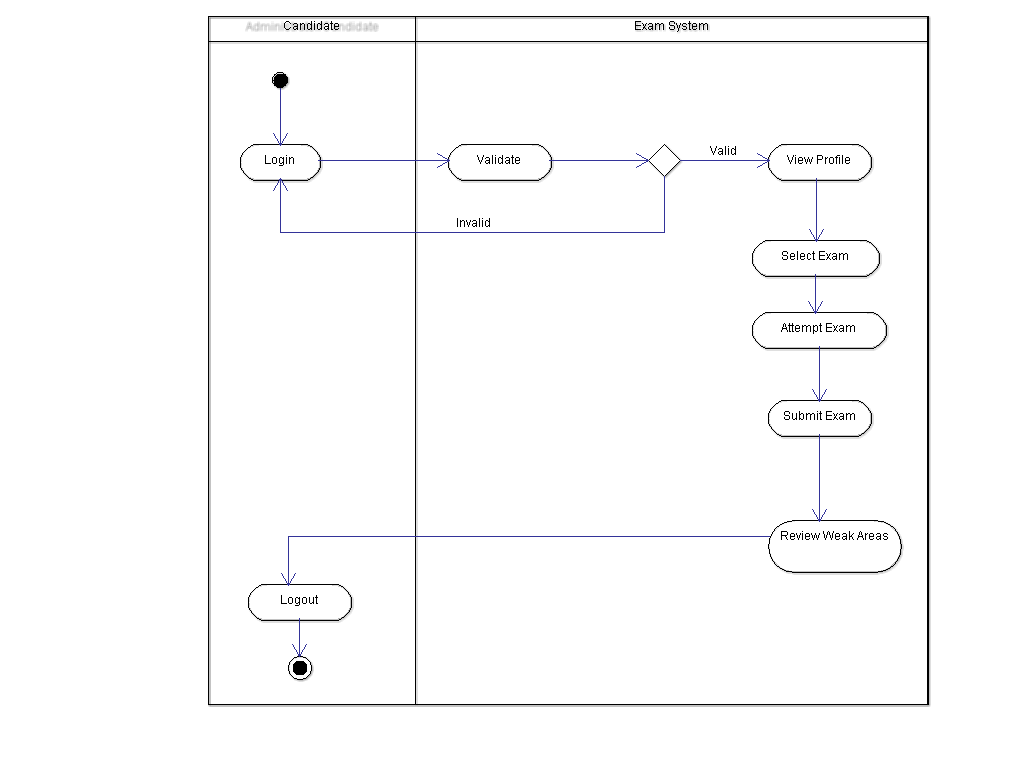 Candidate
Exam System
Login
Validate
Valid
View Profile
Invalid
Select Exam
Attempt Exam
Submit Exam
Review Weak Areas
Logout